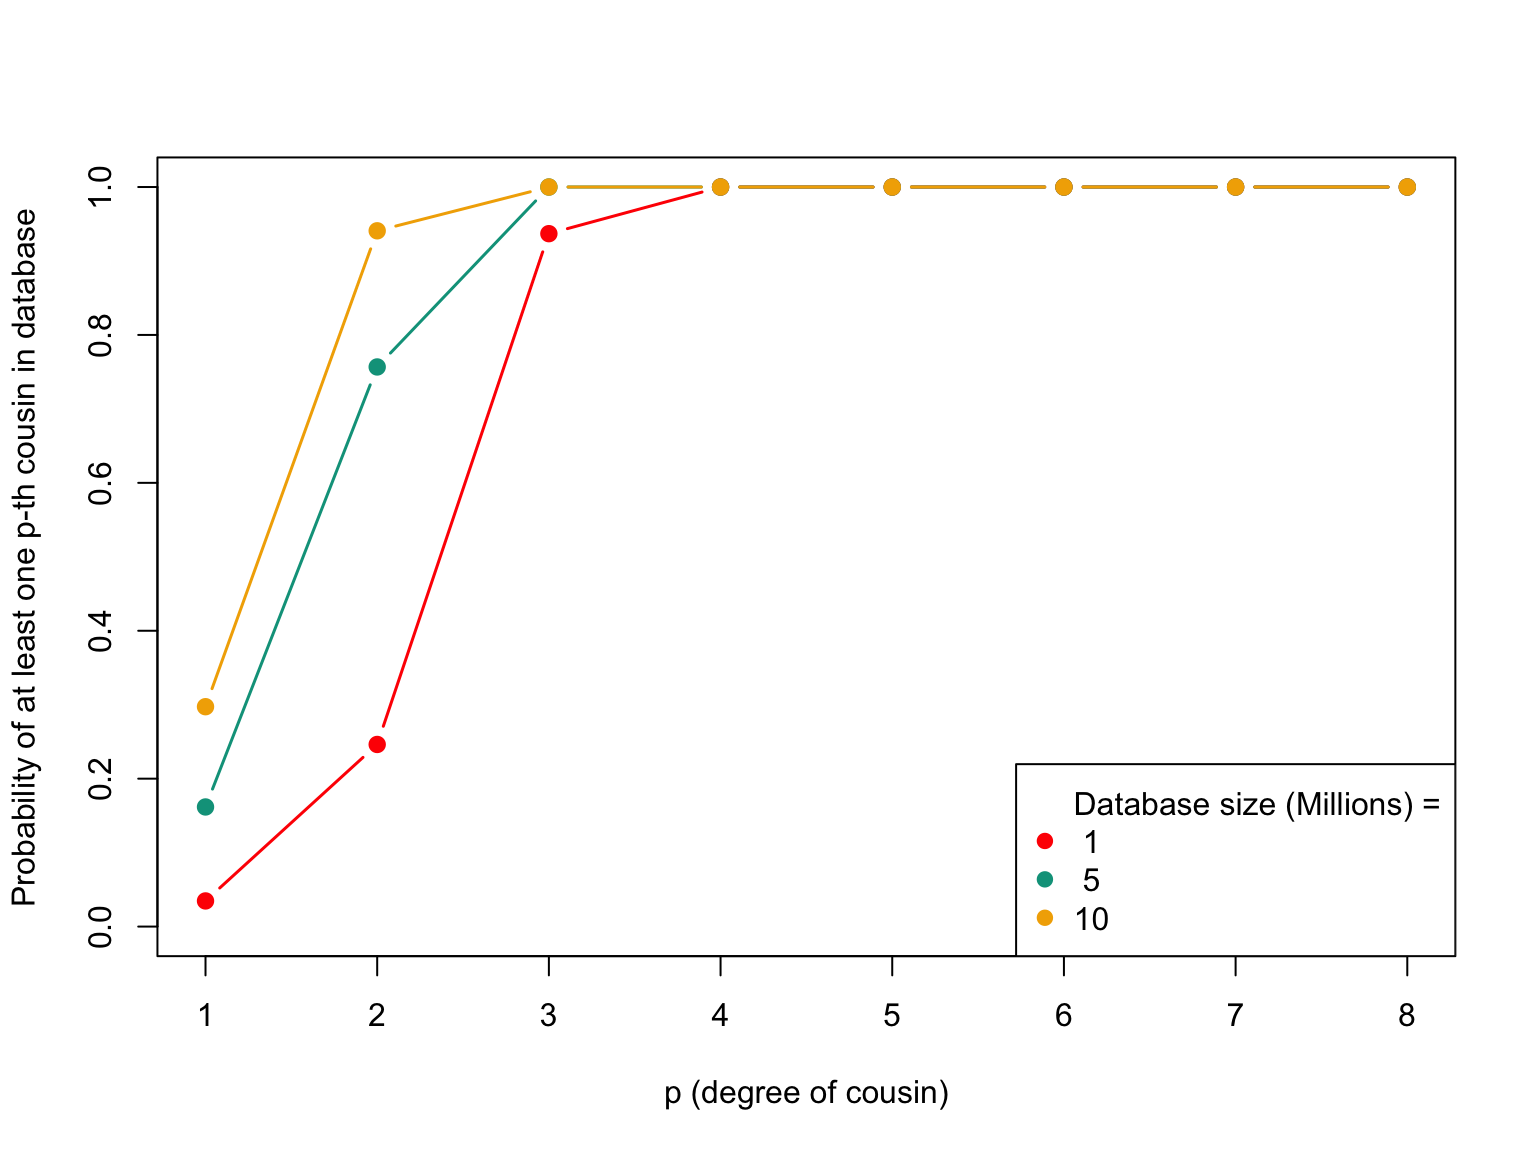 Probability of at least one p-th cousin in database
1.0
0.8
0.6
0.4
0.2
0.0
Database size (Millions) =
1
5
10
1 2 3 4 5 6 7 8
p (degree of cousin)